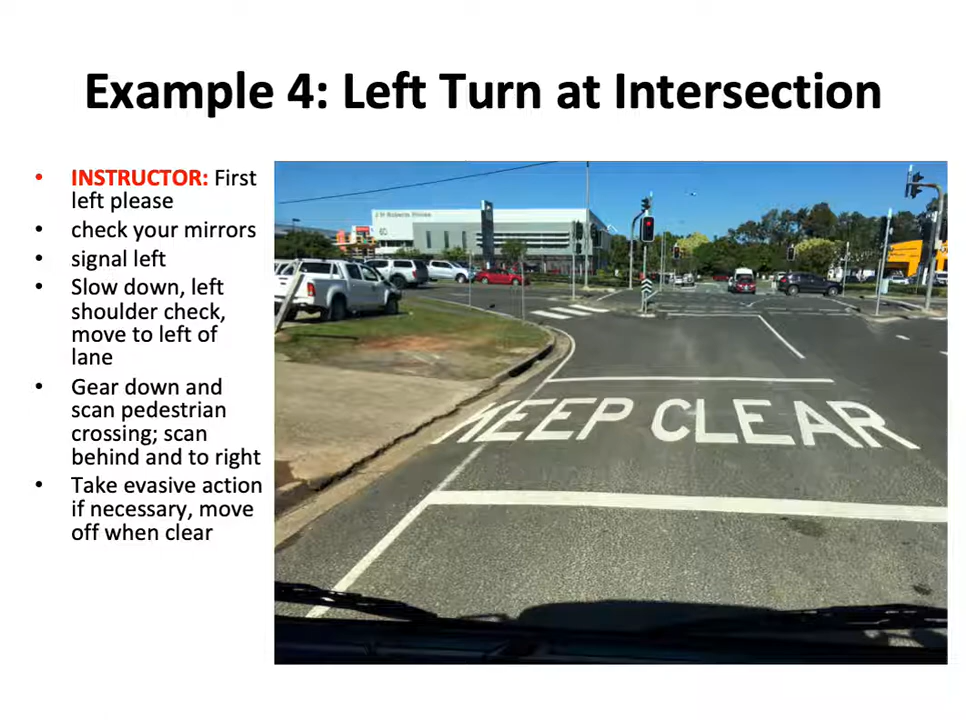 Example 4: Left Turn at Intersection
• INSTRUCTOR: First
left please
• check your mirrors
• signal left
• Slow down, left
shoulder check,
move to left of
lane
• Gear down and
scan pedestrian
crossing; scan
behind and to right
• Take evasive action
if necessary, move
off when clear
60
KEEP CLEAR